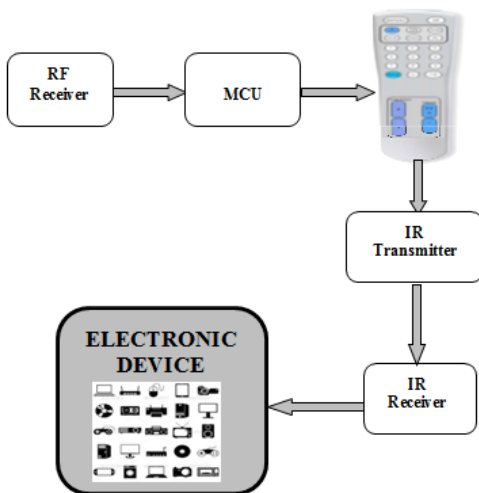 RF
Receiver
MCU
IR
Transmitter
IR
Receiver
ELECTRONIC
DEVICE